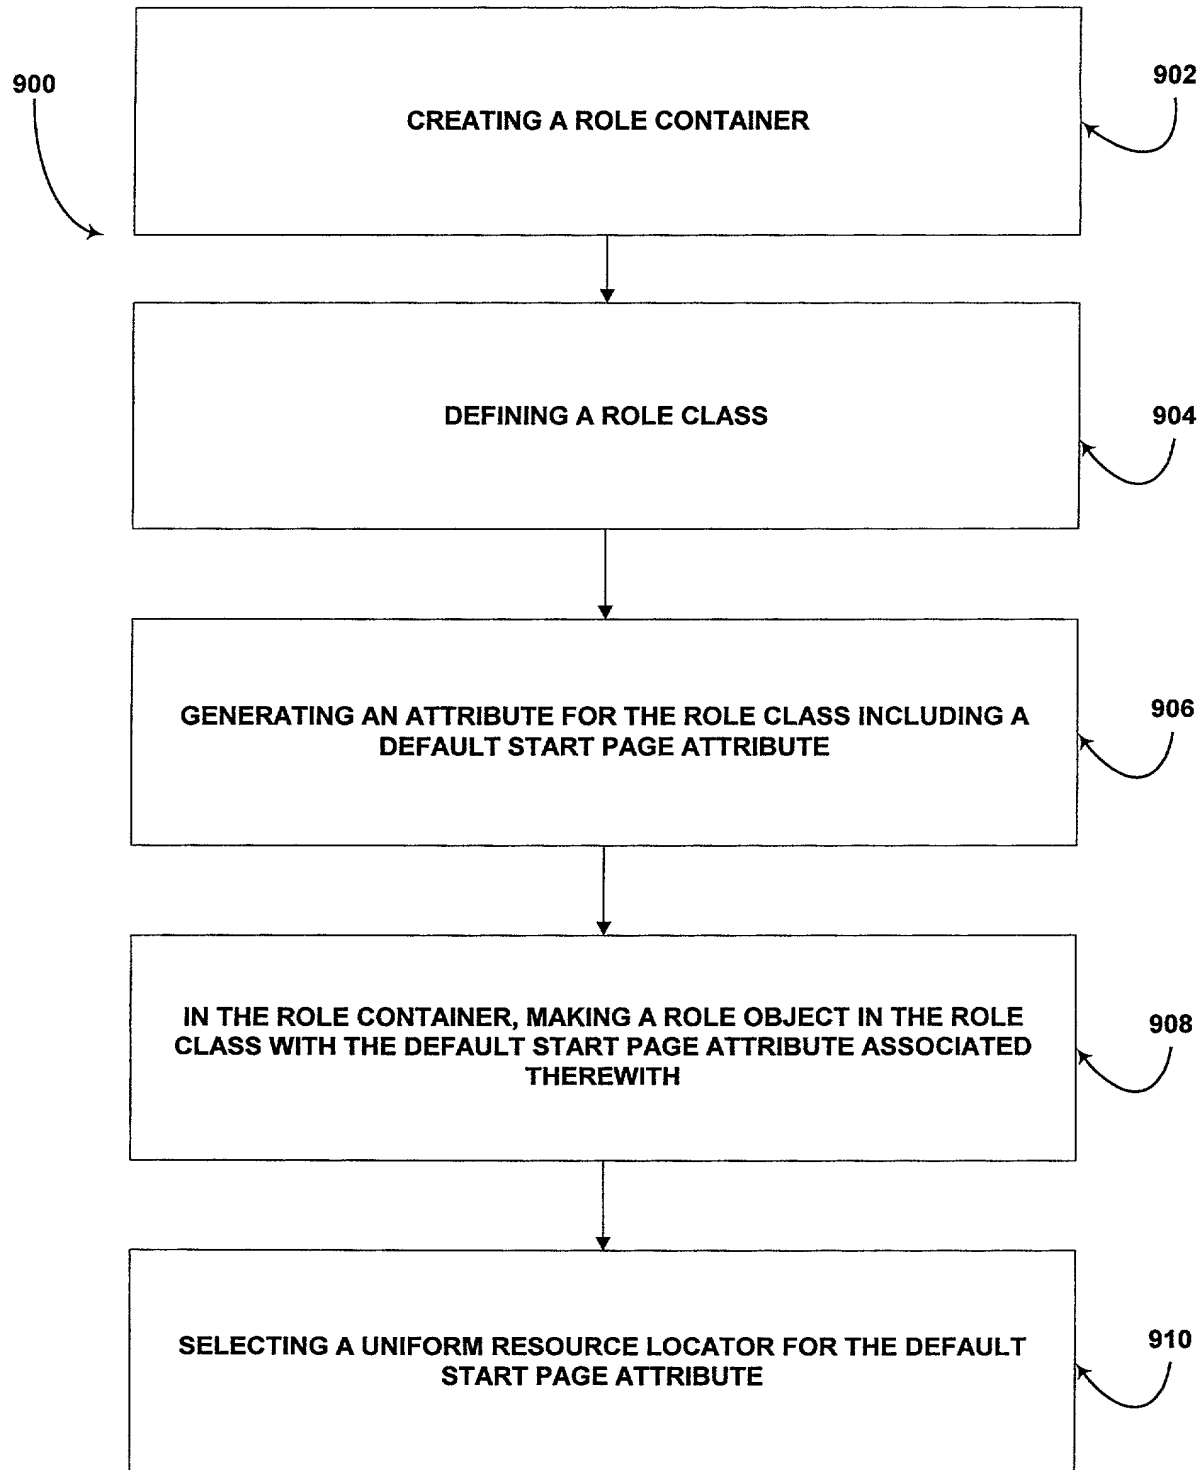 900
902
CREATING A ROLE CONTAINER
904
DEFINING A ROLE CLASS
906
GENERATING AN ATTRIBUTE FOR THE ROLE CLASS INCLUDING A
DEFAULT START PAGE ATTRIBUTE
908
IN THE ROLE CONTAINER, MAKING A ROLE OBJECT IN THE ROLE
CLASS WITH THE DEFAULT START PAGE ATTRIBUTE ASSOCIATED
THEREWITH
910
SELECTING A UNIFORM RESOURCE LOCATOR FOR THE DEFAULT
START PAGE ATTRIBUTE